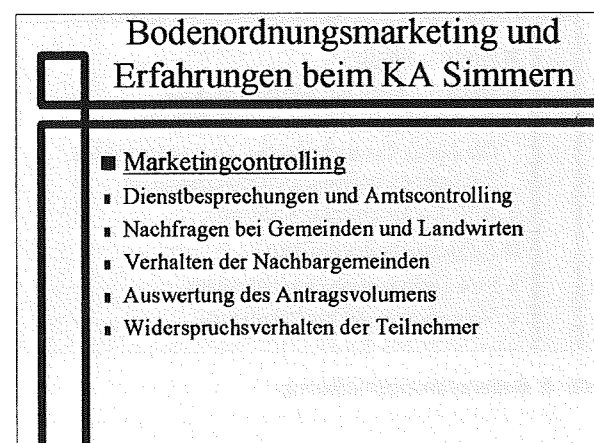 Bodenordnungsmarketing und
Erfahrungen beim KA Simmern
Marketingcontrolling
Dienstbesprechungen und Amtscontrolling
Nachfragen bei Gemeinden und Landwirten
Verhalten der Nachbargemeinden
Auswertung des Antragsvolumens
Widerspruchsverhalten der Teilnehmer